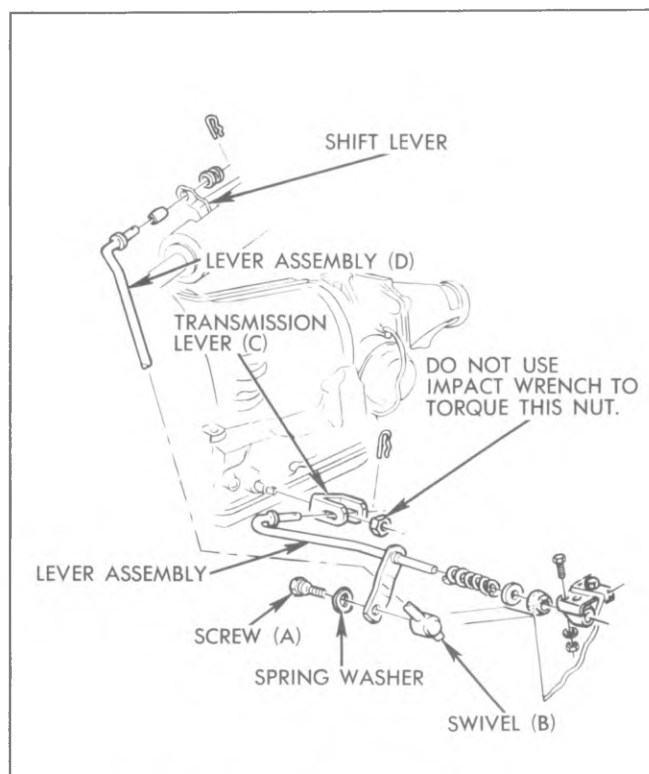 SHIFT LEVER
LEVER ASSEMBLY (D)
TRANSMISSION
LEVER (C)
DO NOT USE
IMPACT WRENCH TO
TORQUE THIS NUT.
LEVER ASSEMBLY
SCREW (A)
SPRING WASHER
SWIVEL (B)